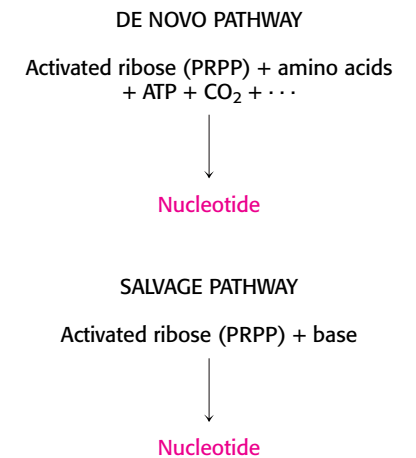 DE NOVO PATHWAY
Activated ribose (PRPP) + amino acids
+ ATP + CO₂ + · · ·
Nucleotide
SALVAGE PATHWAY
Activated ribose (PRPP) + base
Nucleotide